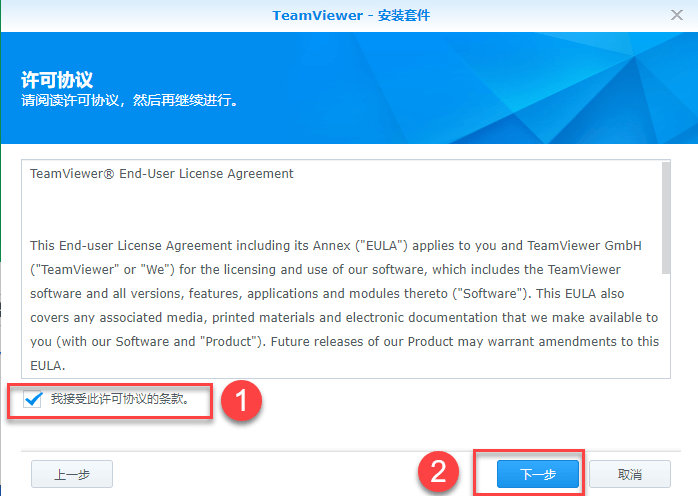 TeamViewer - 安装套件
许可协议
请阅读许可协议，然后再继续进行。
TeamViewer® End-User License Agreement
This End-user License Agreement including its Annex ("EULA") applies to you and TeamViewer GmbH
("TeamViewer" or "We") for the licensing and use of our software, which includes the TeamViewer
software and all versions, features, applications and modules thereto ("Software"). This EULA also
covers any associated media, printed materials and electronic documentation that we make available to
you (with our Software and "Product"). Future releases of our Product may warrant amendments to this
EULA.
我接受此许可协议的条款。 1
上一步 2 下一步 取消